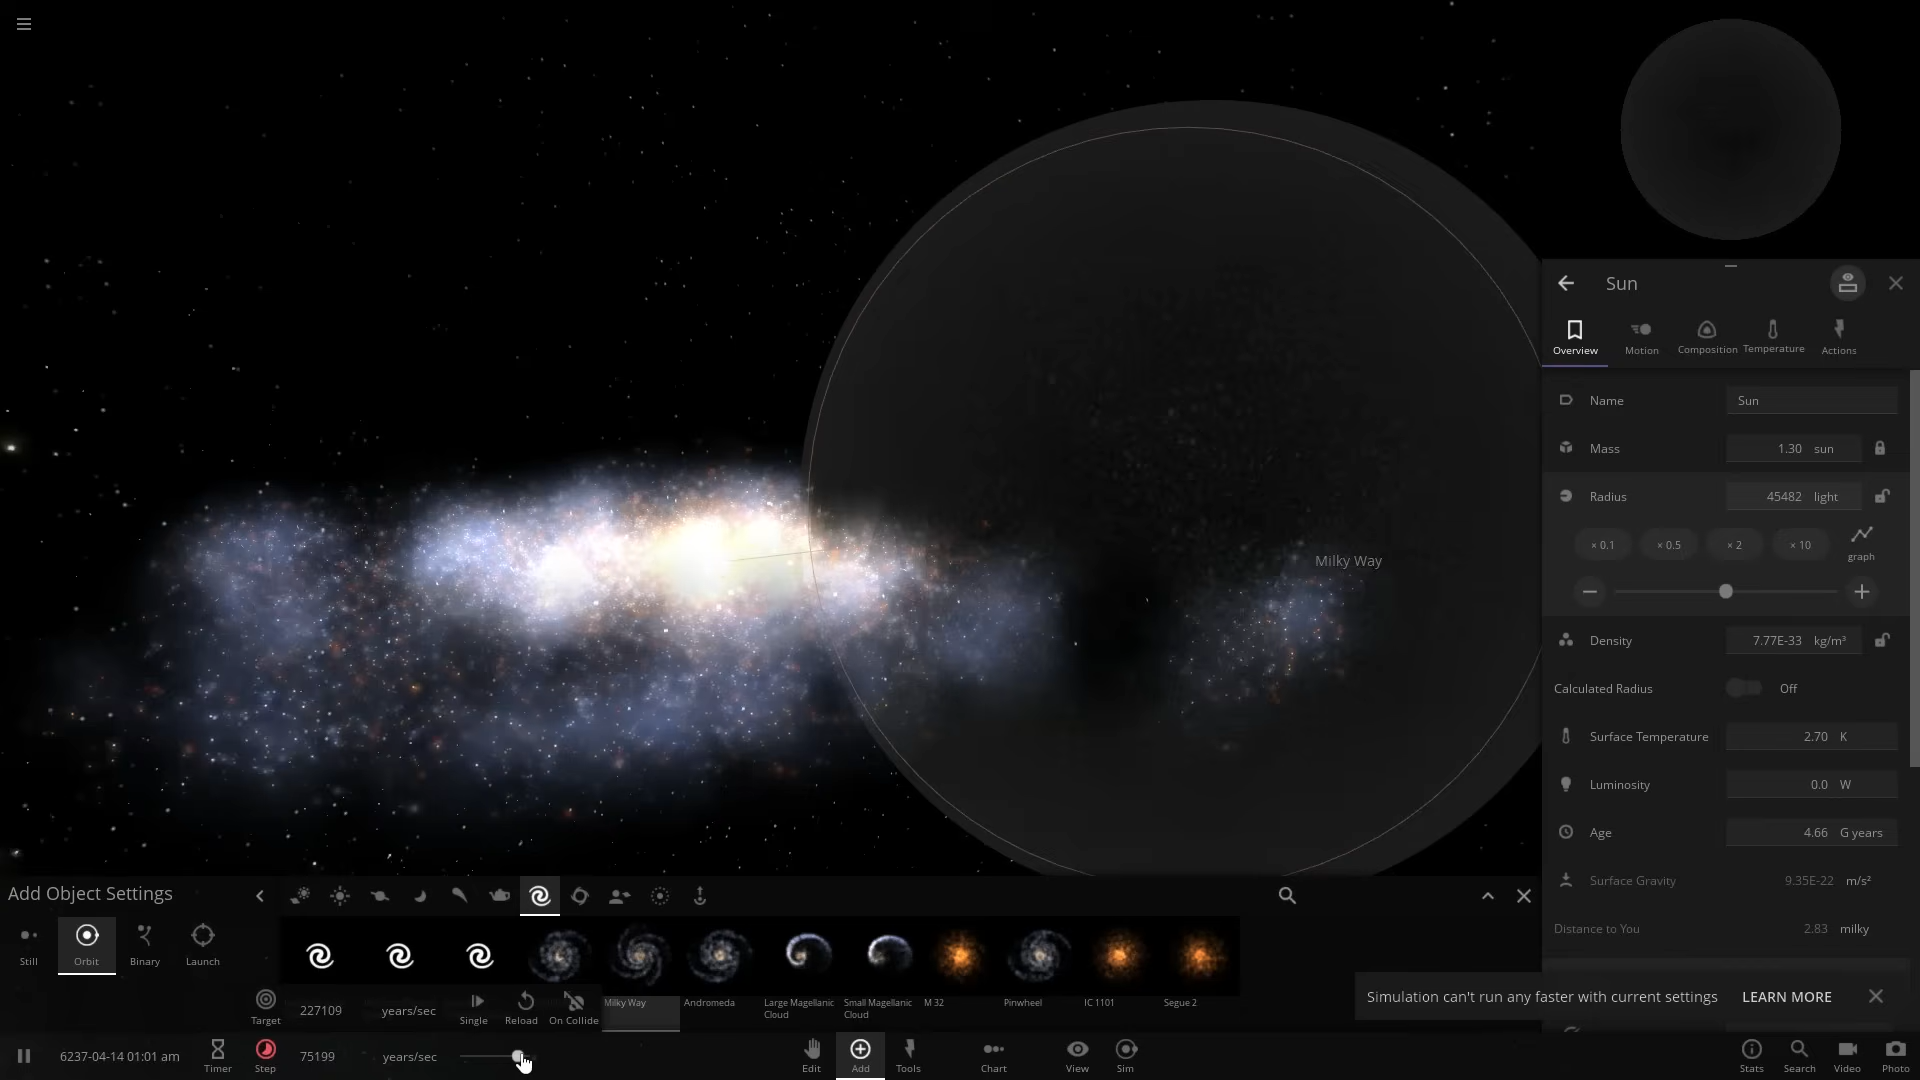 Sun
Overview
Motion
Composition
Temperature
Actions
Name
Sun
Mass
1.30 sun
Radius
45482 light
× 0.1
× 0.5
× 2
× 10
graph
Milky Way
Density
7.77E-33 kg/m³
Calculated Radius
Off
Surface Temperature
2.70 K
Luminosity
0.0 W
Age
4.66 G years
Surface Gravity
9.35E-22 m/s²
Distance to You
2.83 milky
Add Object Settings
Still
Orbit
Binary
Launch
Milky Way
Andromeda
Large Magellanic
Cloud
Small Magellanic
Cloud
M 32
Pinwheel
IC 1101
Segue 2
Simulation can't run any faster with current settings
LEARN MORE
Target
227109 years/sec
Single
Reload
On Collide
6237-04-14 01:01 am
Timer
Step
75199 years/sec
Edit
Add
Tools
Chart
View
Sim
Stats
Search
Video
Photo